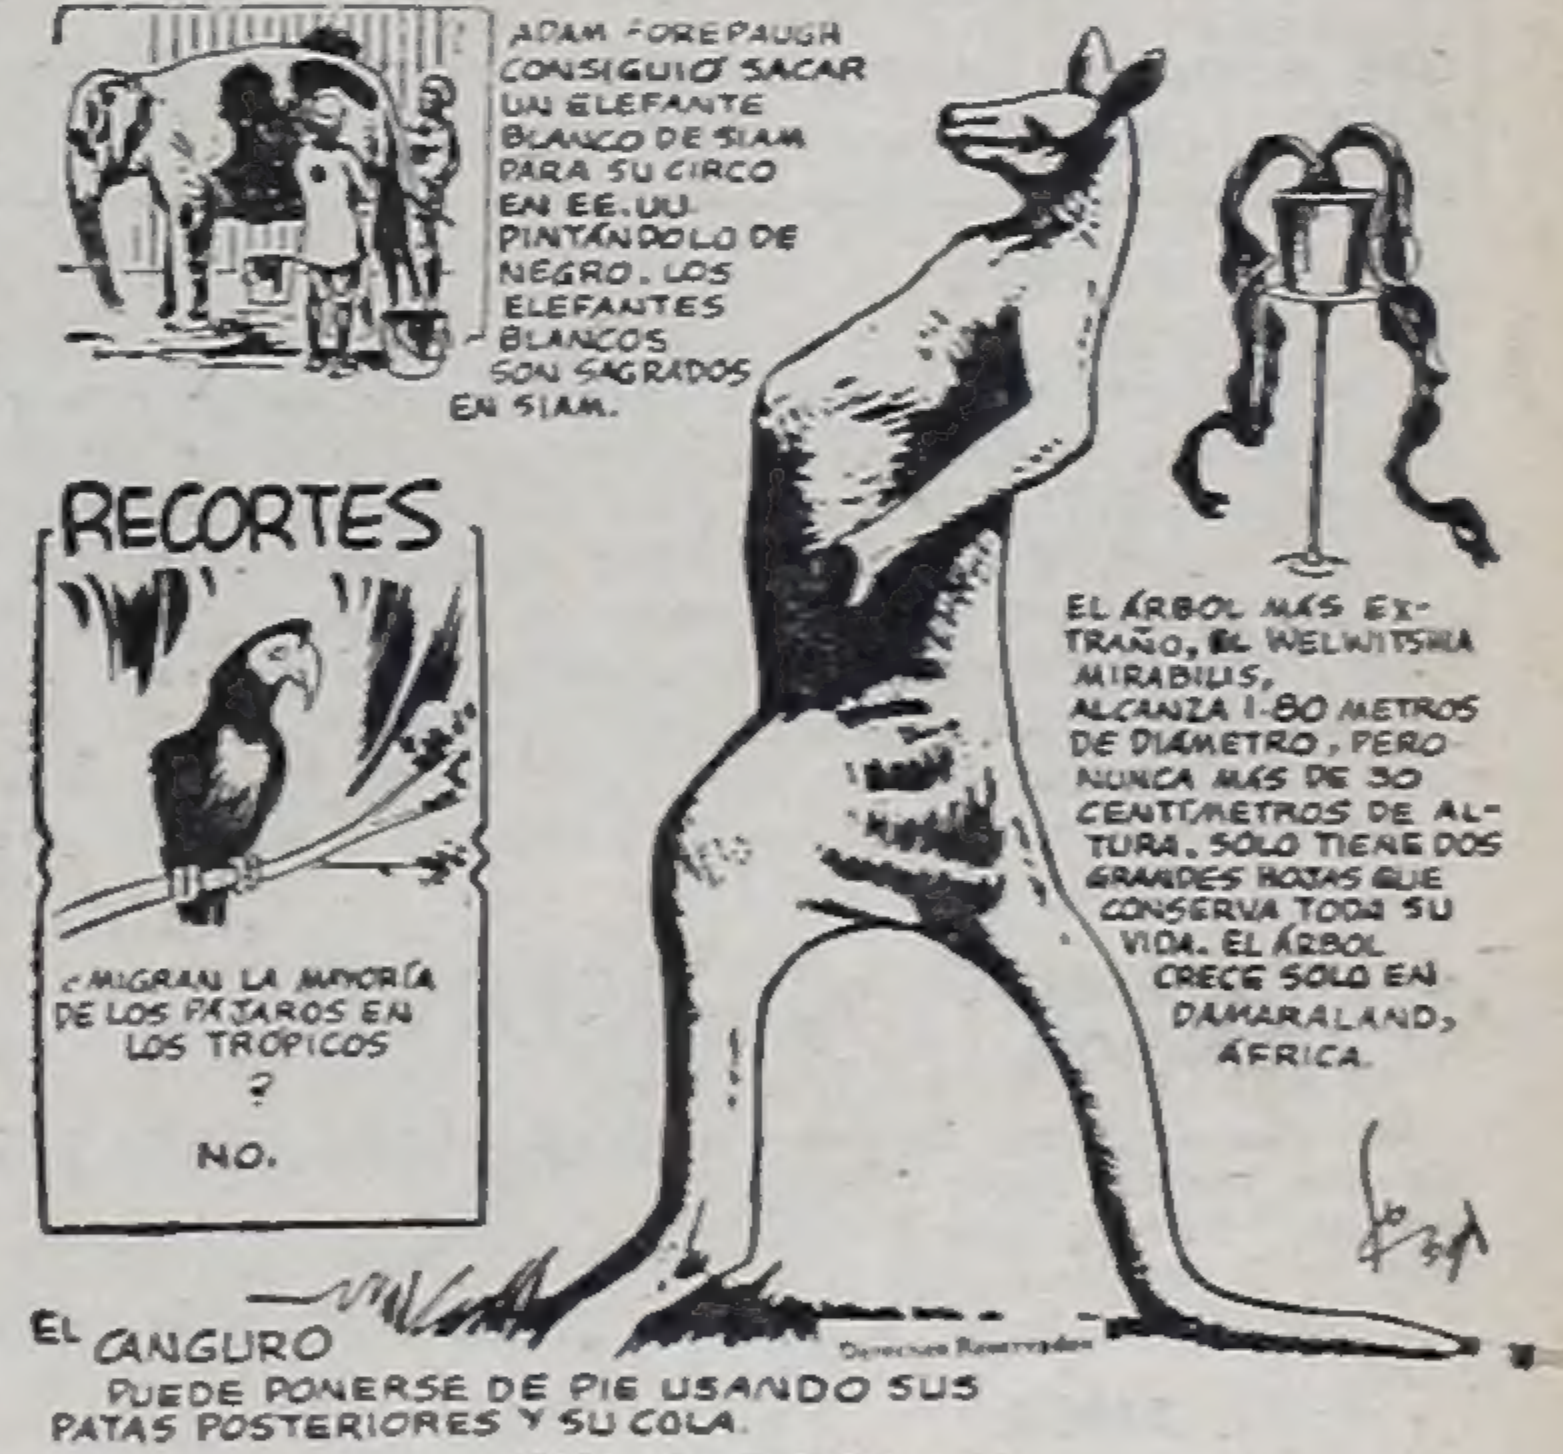 ADAM FOREPAUGH
CONSIGUIÓ SACAR
UN ELEFANTE
BLANCO DE SIAM
PARA SU CIRCO
EN EE.UU.
PINTÁNDOLO DE
NEGRO. LOS
ELEFANTES
BLANCOS
SON SAGRADOS
EN SIAM.
RECORTES
¿MIGRAN LA MAYORÍA
DE LOS PÁJAROS EN
LOS TRÓPICOS
?
NO.
EL ÁRBOL MÁS EX-
TRAÑO, EL WELWITSHIA
MIRABILIS,
ALCANZA 1.80 METROS
DE DIÁMETRO, PERO
NUNCA MÁS DE 30
CENTÍMETROS DE AL-
TURA. SOLO TIENE DOS
GRANDES HOJAS QUE
CONSERVA TODA SU
VIDA. EL ÁRBOL
CRECE SOLO EN
DAMARALAND,
ÁFRICA.
Derechos Reservados
EL CANGURO
PUEDE PONERSE DE PIE USANDO SUS
PATAS POSTERIORES Y SU COLA.